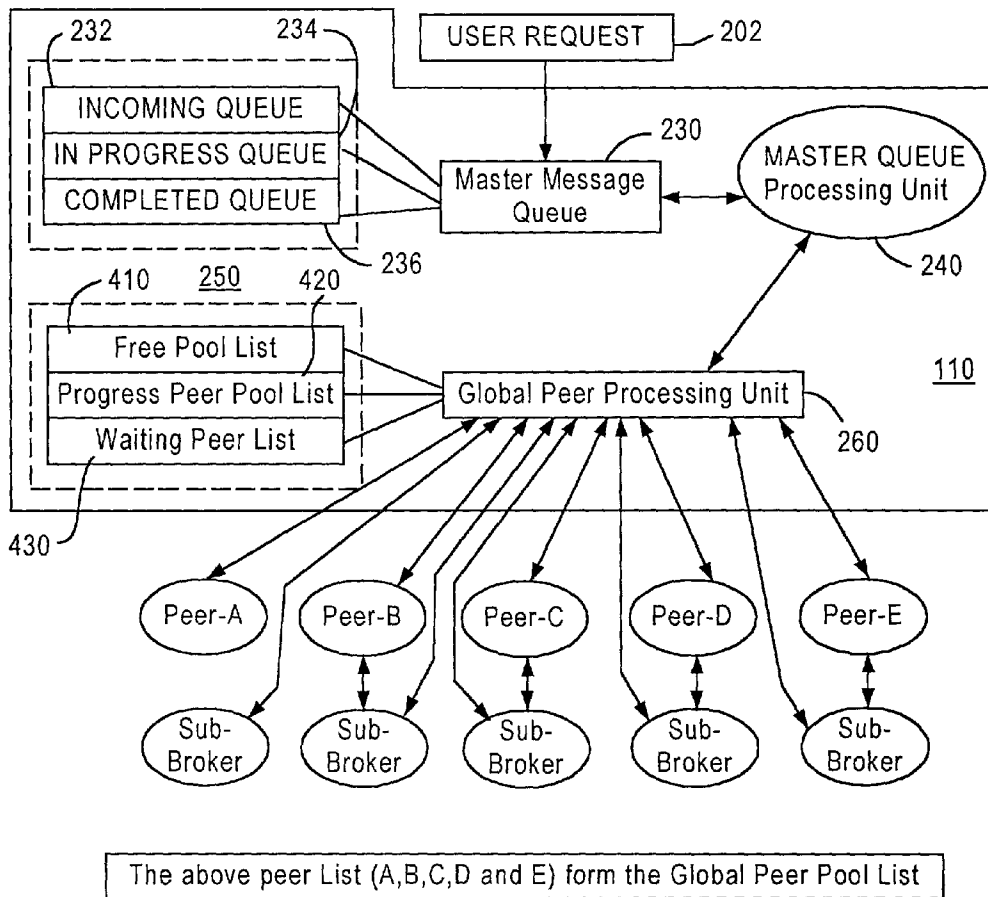 232
234
USER REQUEST
202
INCOMING QUEUE
IN PROGRESS QUEUE
COMPLETED QUEUE
230
Master Message
Queue
MASTER QUEUE
Processing Unit
236
240
410
250
420
Free Pool List
Progress Peer Pool List
Waiting Peer List
Global Peer Processing Unit
110
260
430
Peer-A
Peer-B
Peer-C
Peer-D
Peer-E
Sub-
Broker
Sub-
Broker
Sub-
Broker
Sub-
Broker
Sub-
Broker
The above peer List (A,B,C,D and E) form the Global Peer Pool List